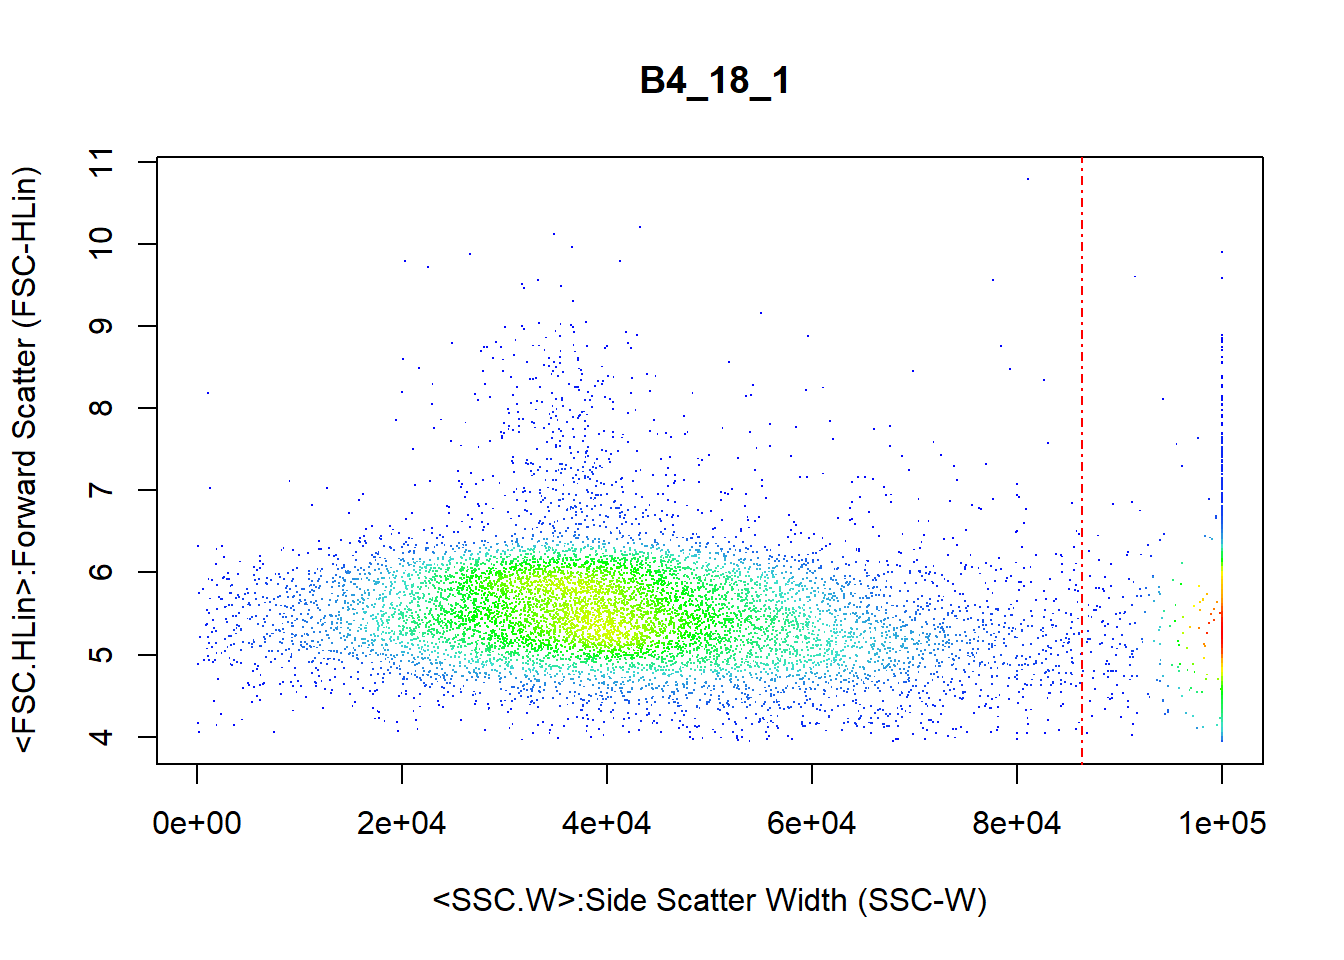 B4_18_1
<FSC.HLin>:Forward Scatter (FSC-HLin)
11
10
9
8
7
6
5
4
0e+00 2e+04 4e+04 6e+04 8e+04 1e+05
<SSC.W>:Side Scatter Width (SSC-W)